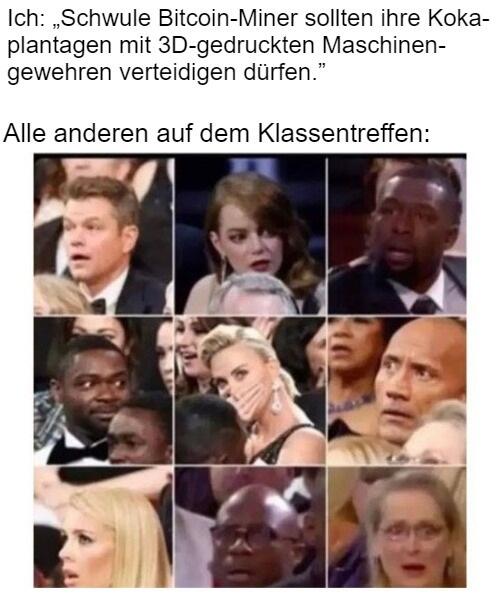 Ich: „Schwule Bitcoin-Miner sollten ihre Koka-
plantagen mit 3D-gedruckten Maschinen-
gewehren verteidigen dürfen.”
Alle anderen auf dem Klassentreffen: